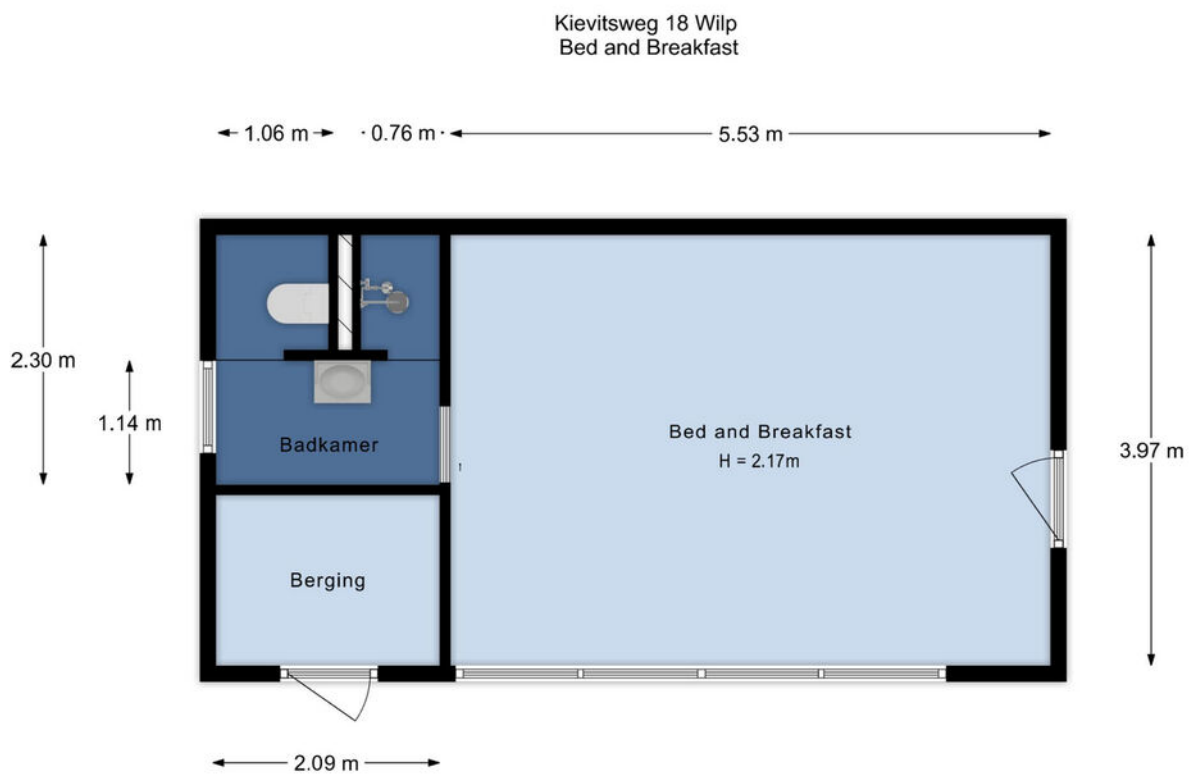 Kievitsweg 18 Wilp
Bed and Breakfast
1.06 m
0.76 m
5.53 m
2.30 m
1.14 m
Badkamer
Bed and Breakfast
H = 2.17m
3.97 m
Berging
2.09 m